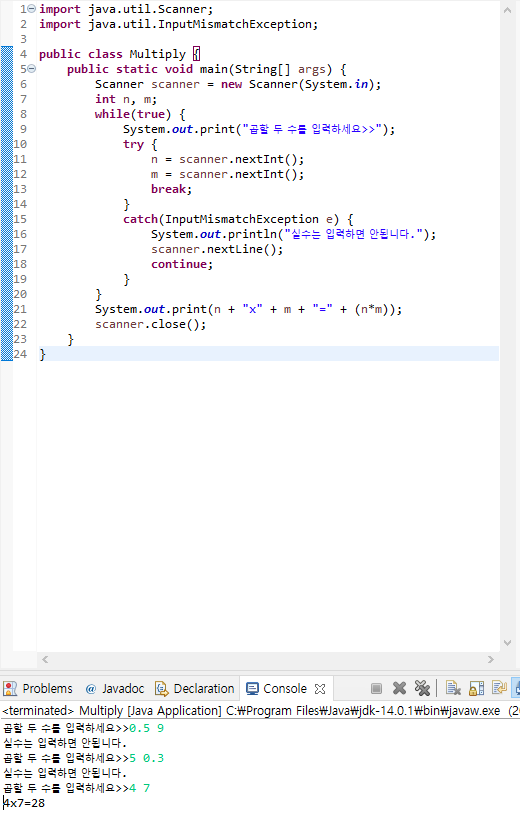 1 import java.util.Scanner;
2 import java.util.InputMismatchException;
3
4 public class Multiply {
5 public static void main(String[] args) {
6 Scanner scanner = new Scanner(System.in);
7 int n, m;
8 while(true) {
9 System.out.print("곱할 두 수를 입력하세요>>");
10 try {
11 n = scanner.nextInt();
12 m = scanner.nextInt();
13 break;
14 }
15 catch(InputMismatchException e) {
16 System.out.println("실수는 입력하면 안됩니다.");
17 scanner.nextLine();
18 continue;
19 }
20 }
21 System.out.print(n + "x" + m + "=" + (n*m));
22 scanner.close();
23 }
24 }
Problems @ Javadoc Declaration Console
<terminated> Multiply [Java Application] C:₩Program Files₩Java₩jdk-14.0.1₩bin₩javaw.exe (20
곱할 두 수를 입력하세요>>0.5 9
실수는 입력하면 안됩니다.
곱할 두 수를 입력하세요>>5 0.3
실수는 입력하면 안됩니다.
곱할 두 수를 입력하세요>>4 7
4x7=28